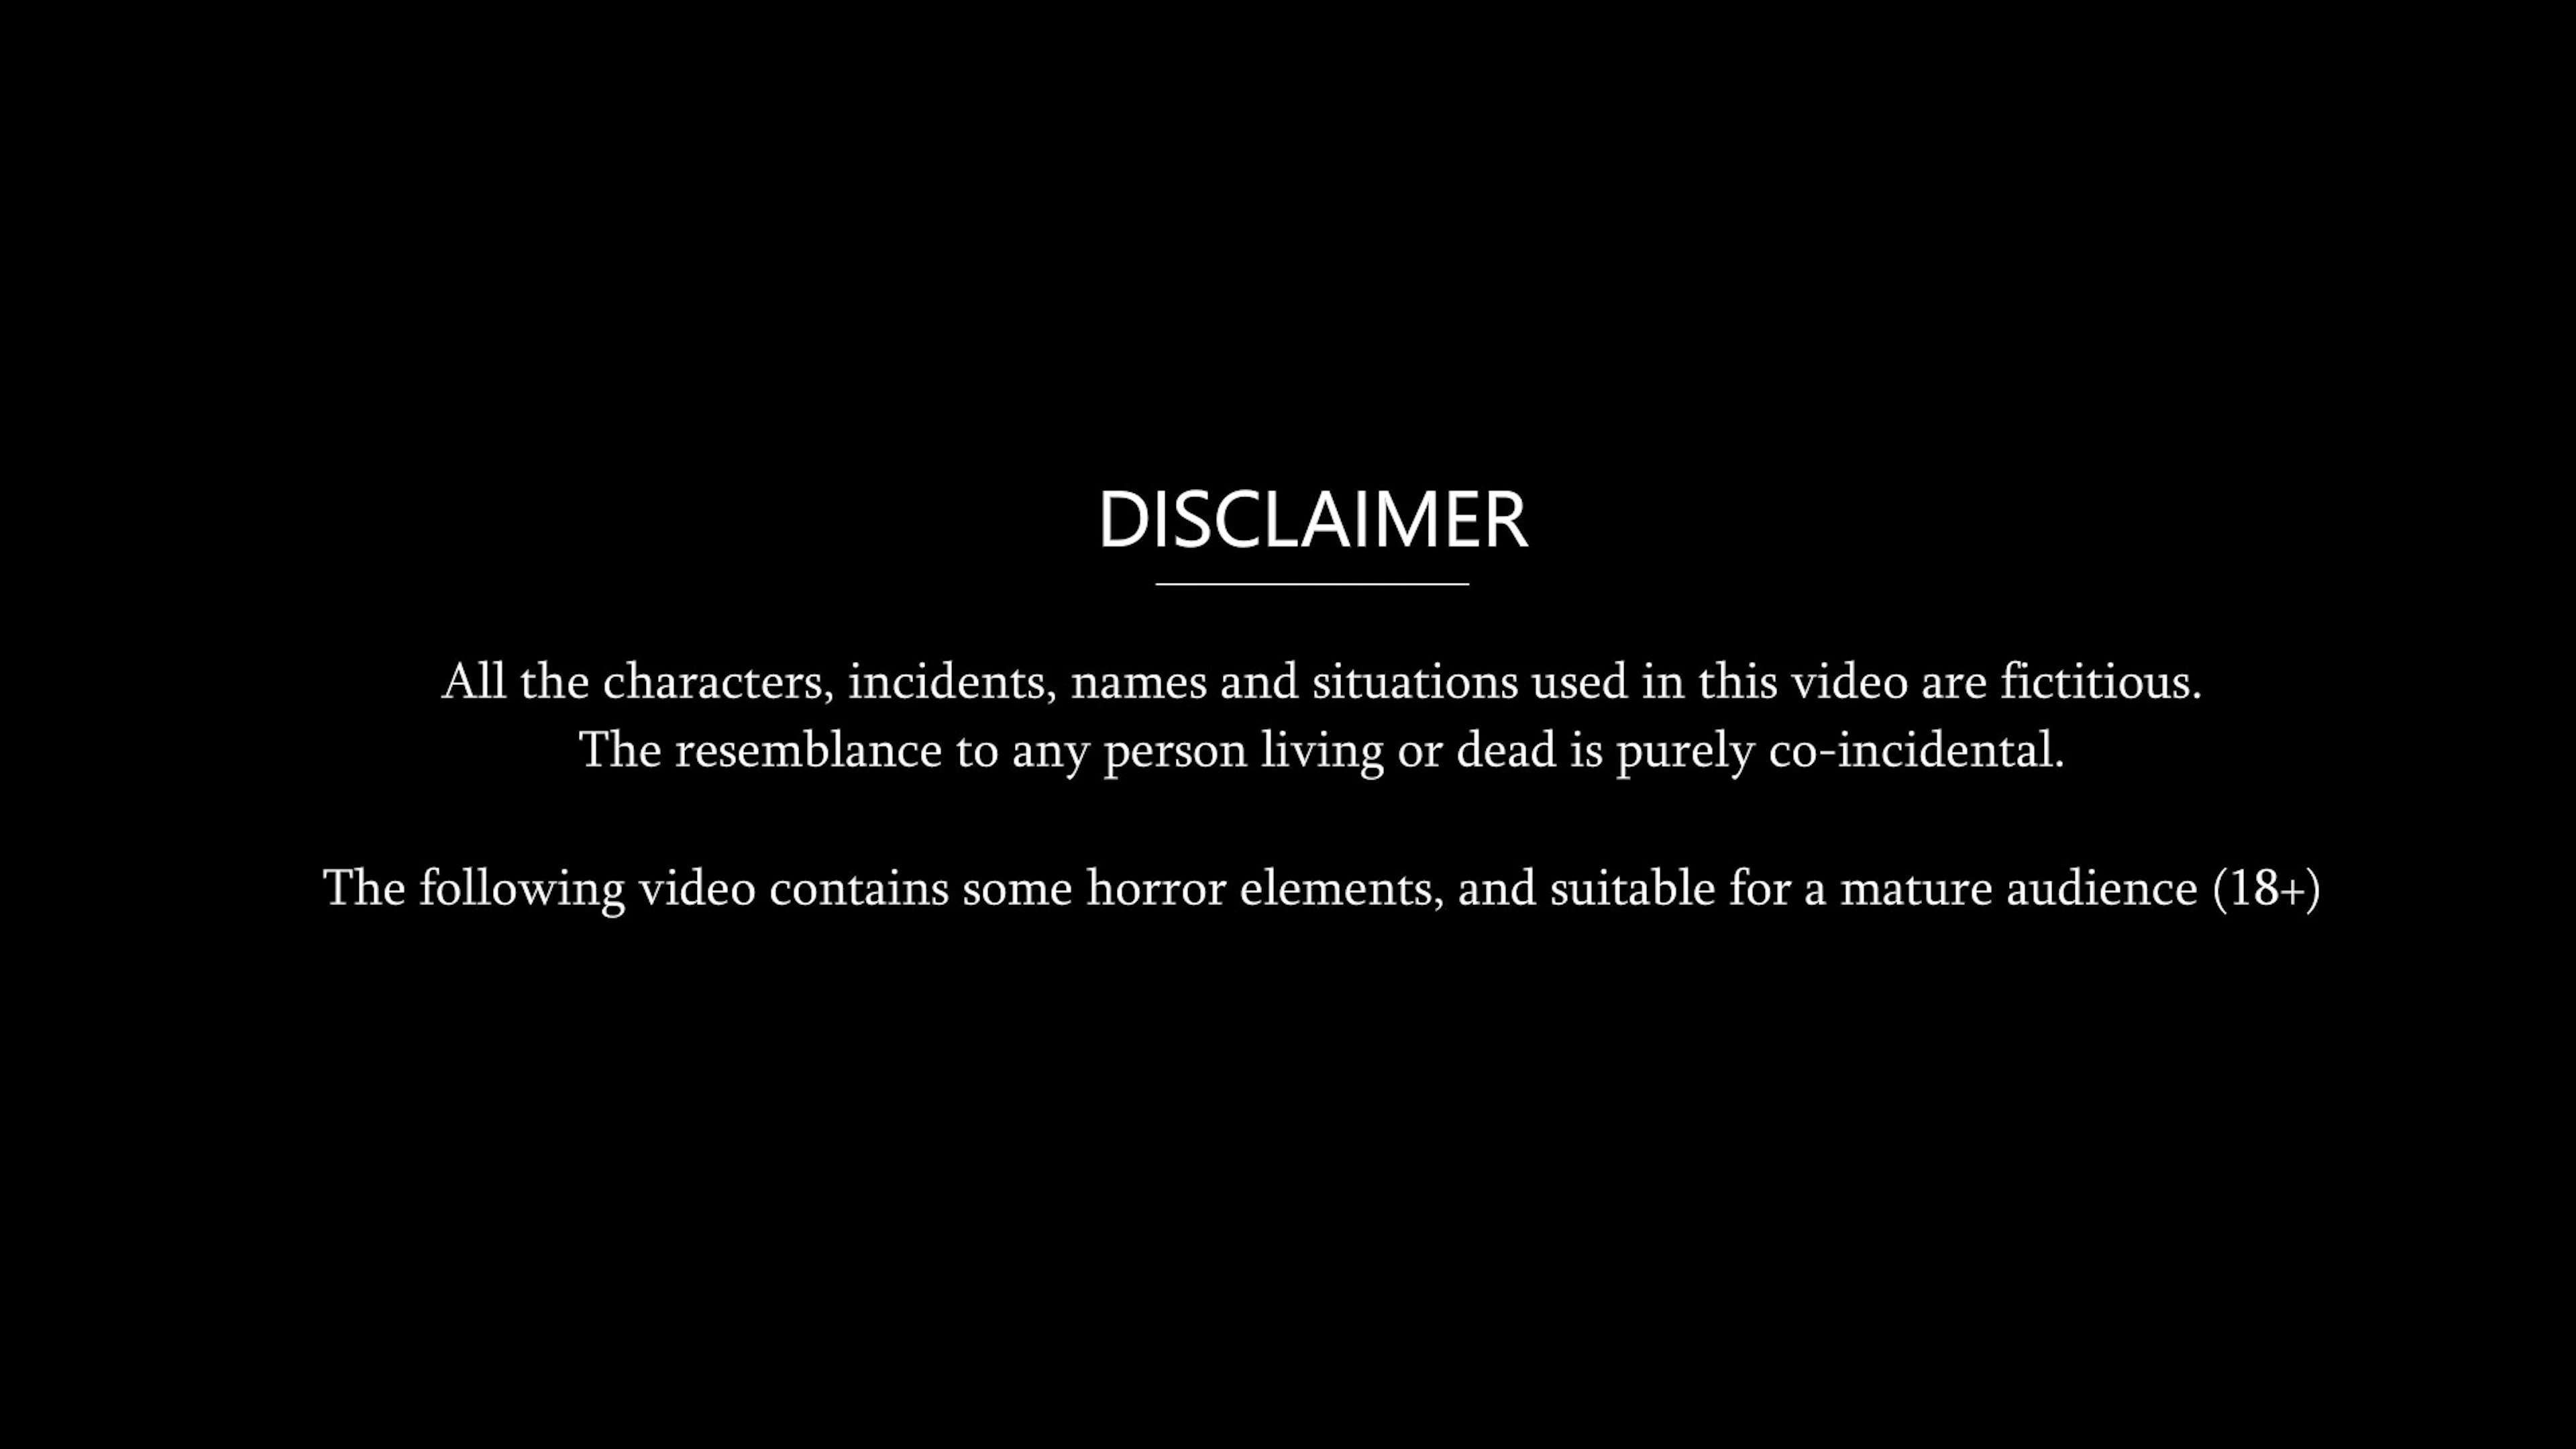 DISCLAIMER
All the characters, incidents, names and situations used in this video are fictitious.
The resemblance to any person living or dead is purely co-incidental.
The following video contains some horror elements, and suitable for a mature audience (18+)